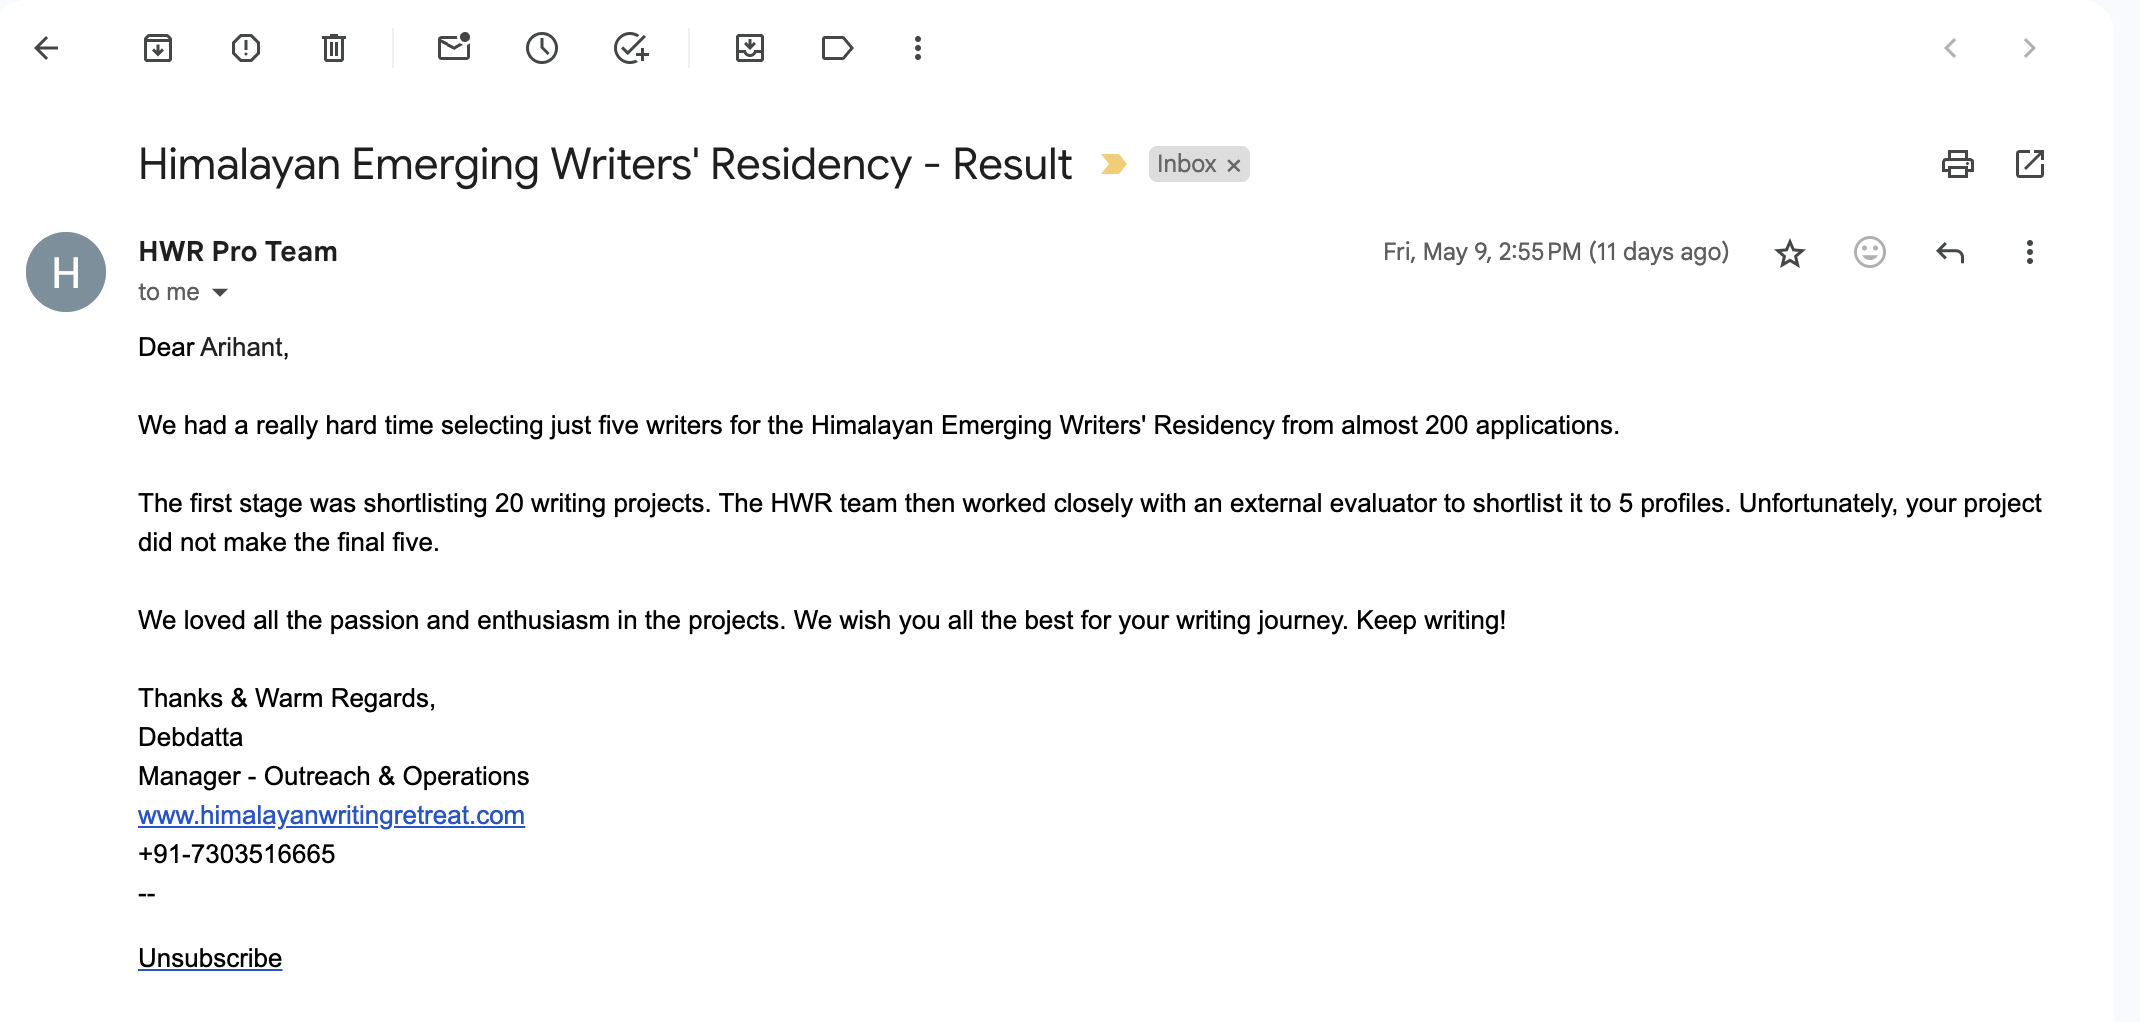 Himalayan Emerging Writers' Residency - Result Inbox ×
HWR Pro Team Fri, May 9, 2:55 PM (11 days ago)
H
to me
Dear Arihant,
We had a really hard time selecting just five writers for the Himalayan Emerging Writers' Residency from almost 200 applications.
The first stage was shortlisting 20 writing projects. The HWR team then worked closely with an external evaluator to shortlist it to 5 profiles. Unfortunately, your project
did not make the final five.
We loved all the passion and enthusiasm in the projects. We wish you all the best for your writing journey. Keep writing!
Thanks & Warm Regards,
Debdatta
Manager - Outreach & Operations
www.himalayanwritingretreat.com
+91-7303516665
--
Unsubscribe